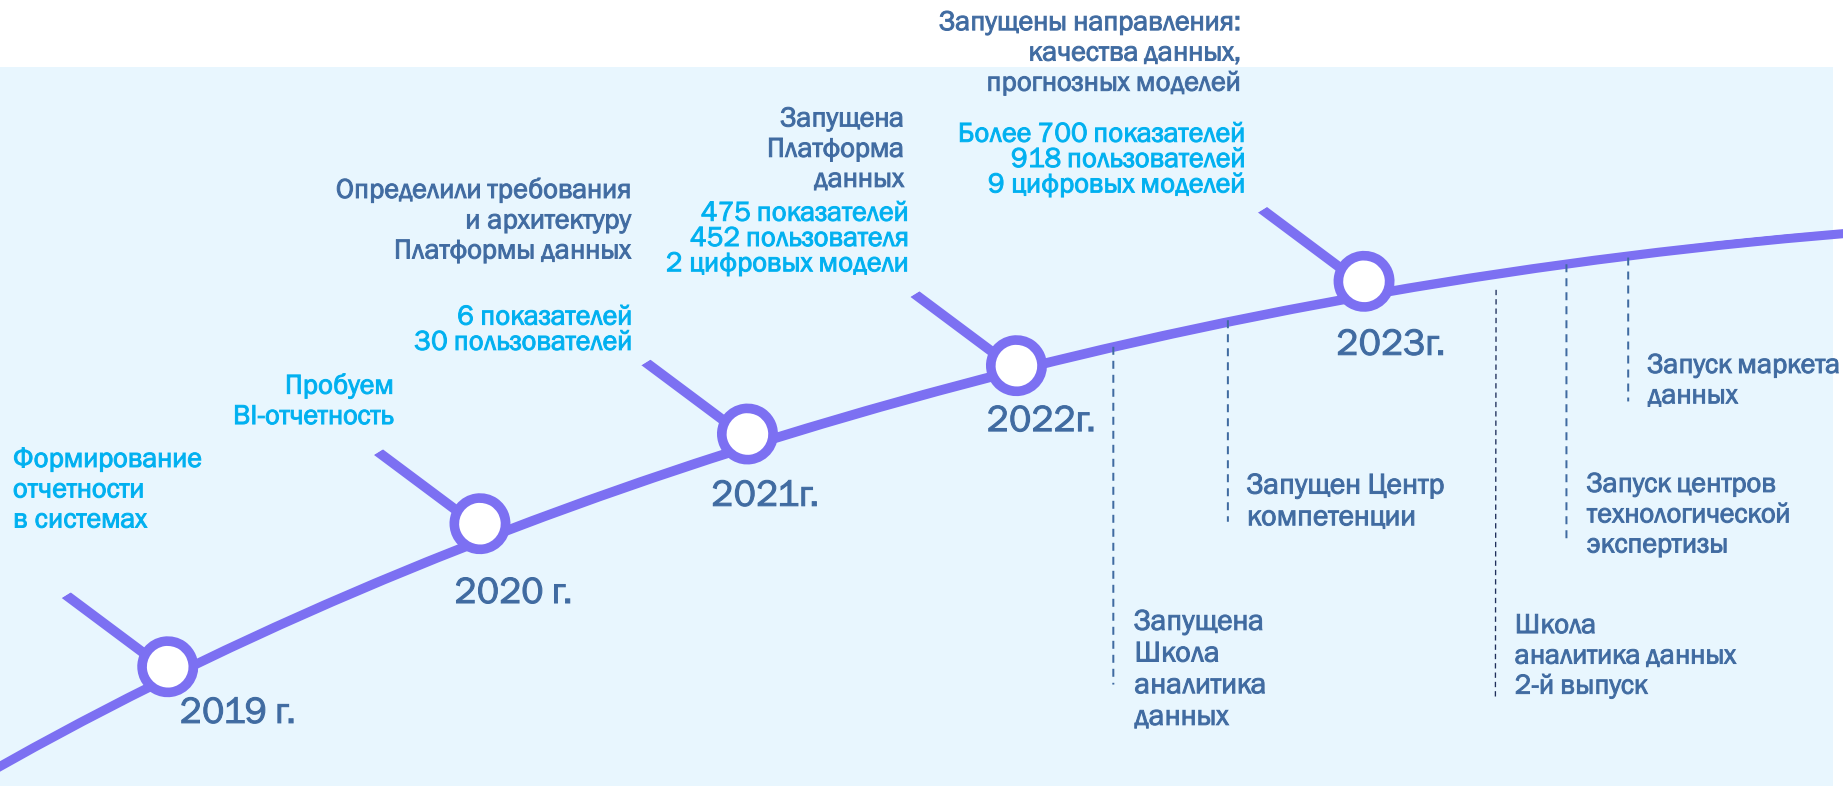 Формирование
отчетности
в системах
2019 г.
Пробуем
BI-отчетность
2020 г.
Определили требования
и архитектуру
Платформы данных
6 показателей
30 пользователей
2021г.
Запущена
Платформа
данных
475 показателей
452 пользователя
2 цифровых модели
2022г.
Запущена
Школа
аналитика
данных
Запущен Центр
компетенции
Запущены направления:
качества данных,
прогнозных моделей
Более 700 показателей
918 пользователей
9 цифровых моделей
2023г.
Школа
аналитика данных
2-й выпуск
Запуск центров
технологической
экспертизы
Запуск маркета
данных